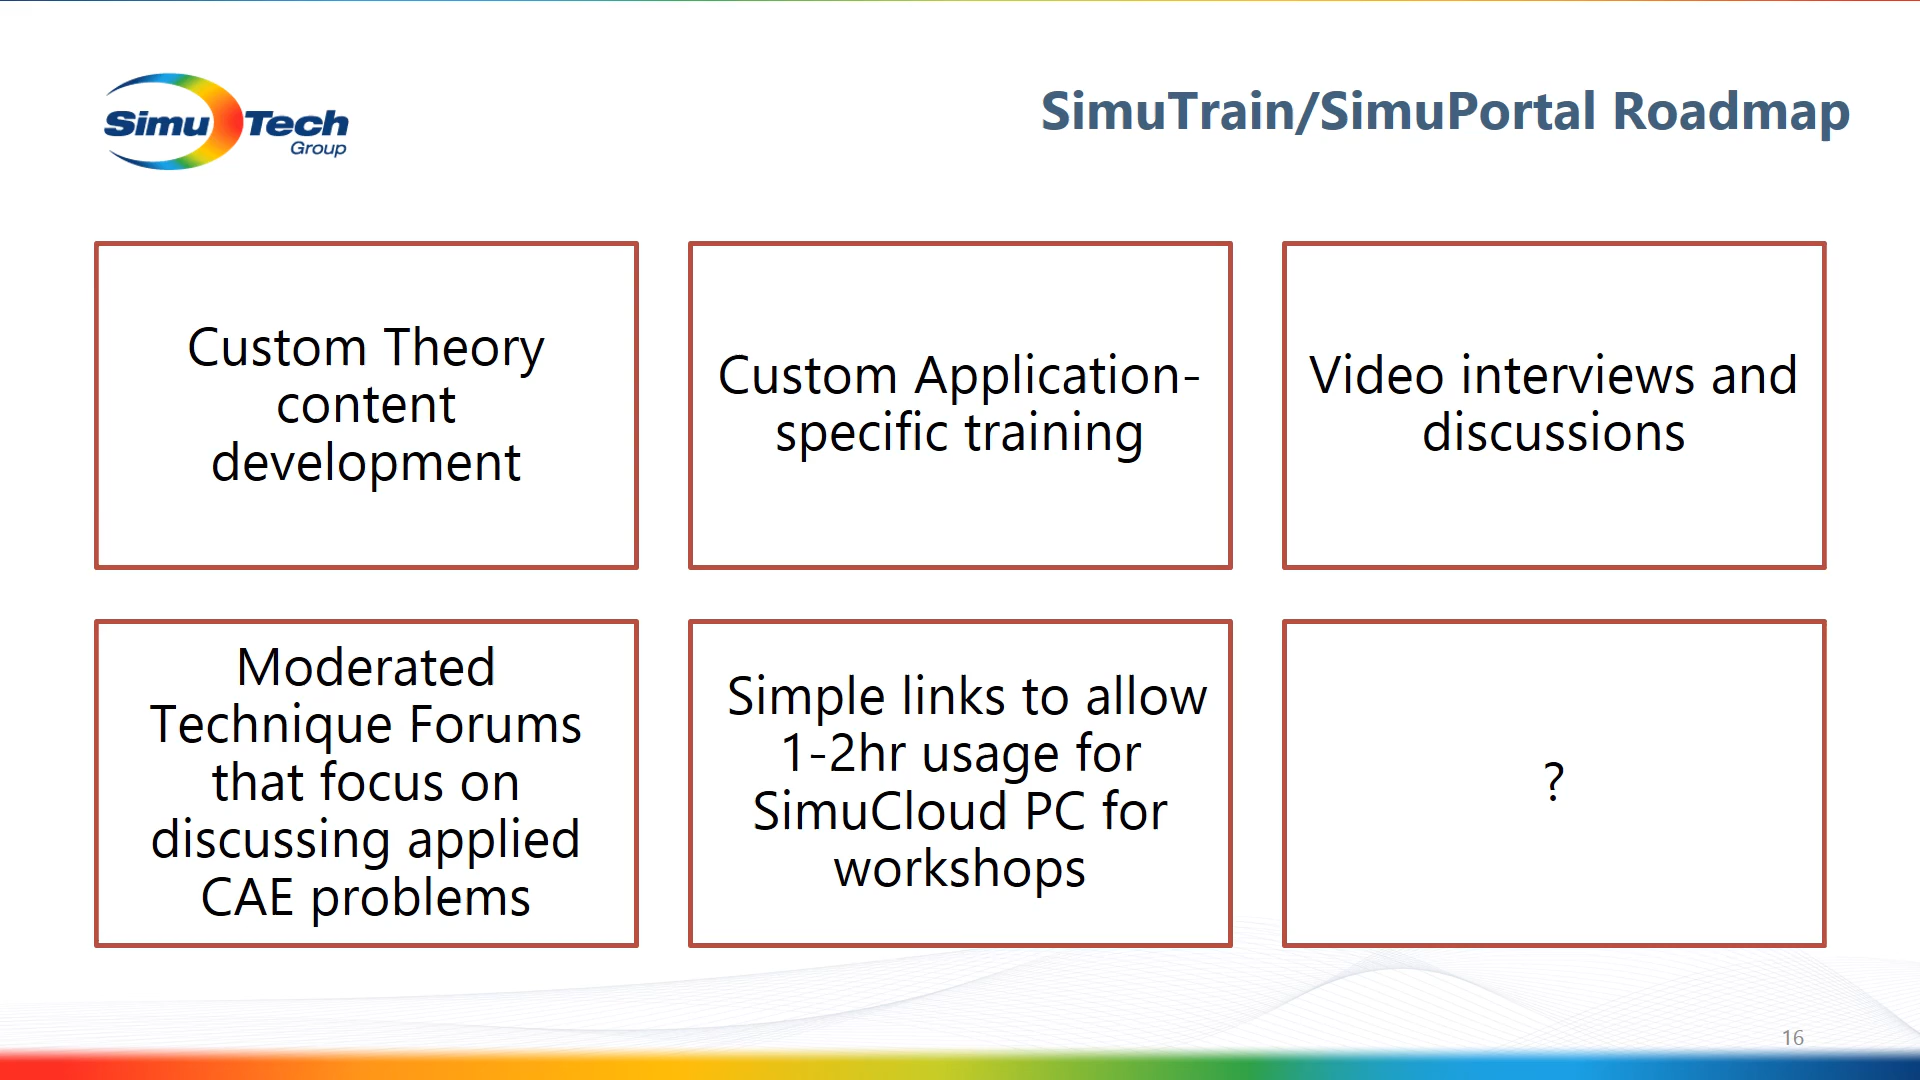 Simu Tech
Group
SimuTrain/SimuPortal Roadmap
Custom Theory
content
development
Custom Application-
specific training
Video interviews and
discussions
Moderated
Technique Forums
that focus on
discussing applied
CAE problems
Simple links to allow
1-2hr usage for
SimuCloud PC for
workshops
?
16